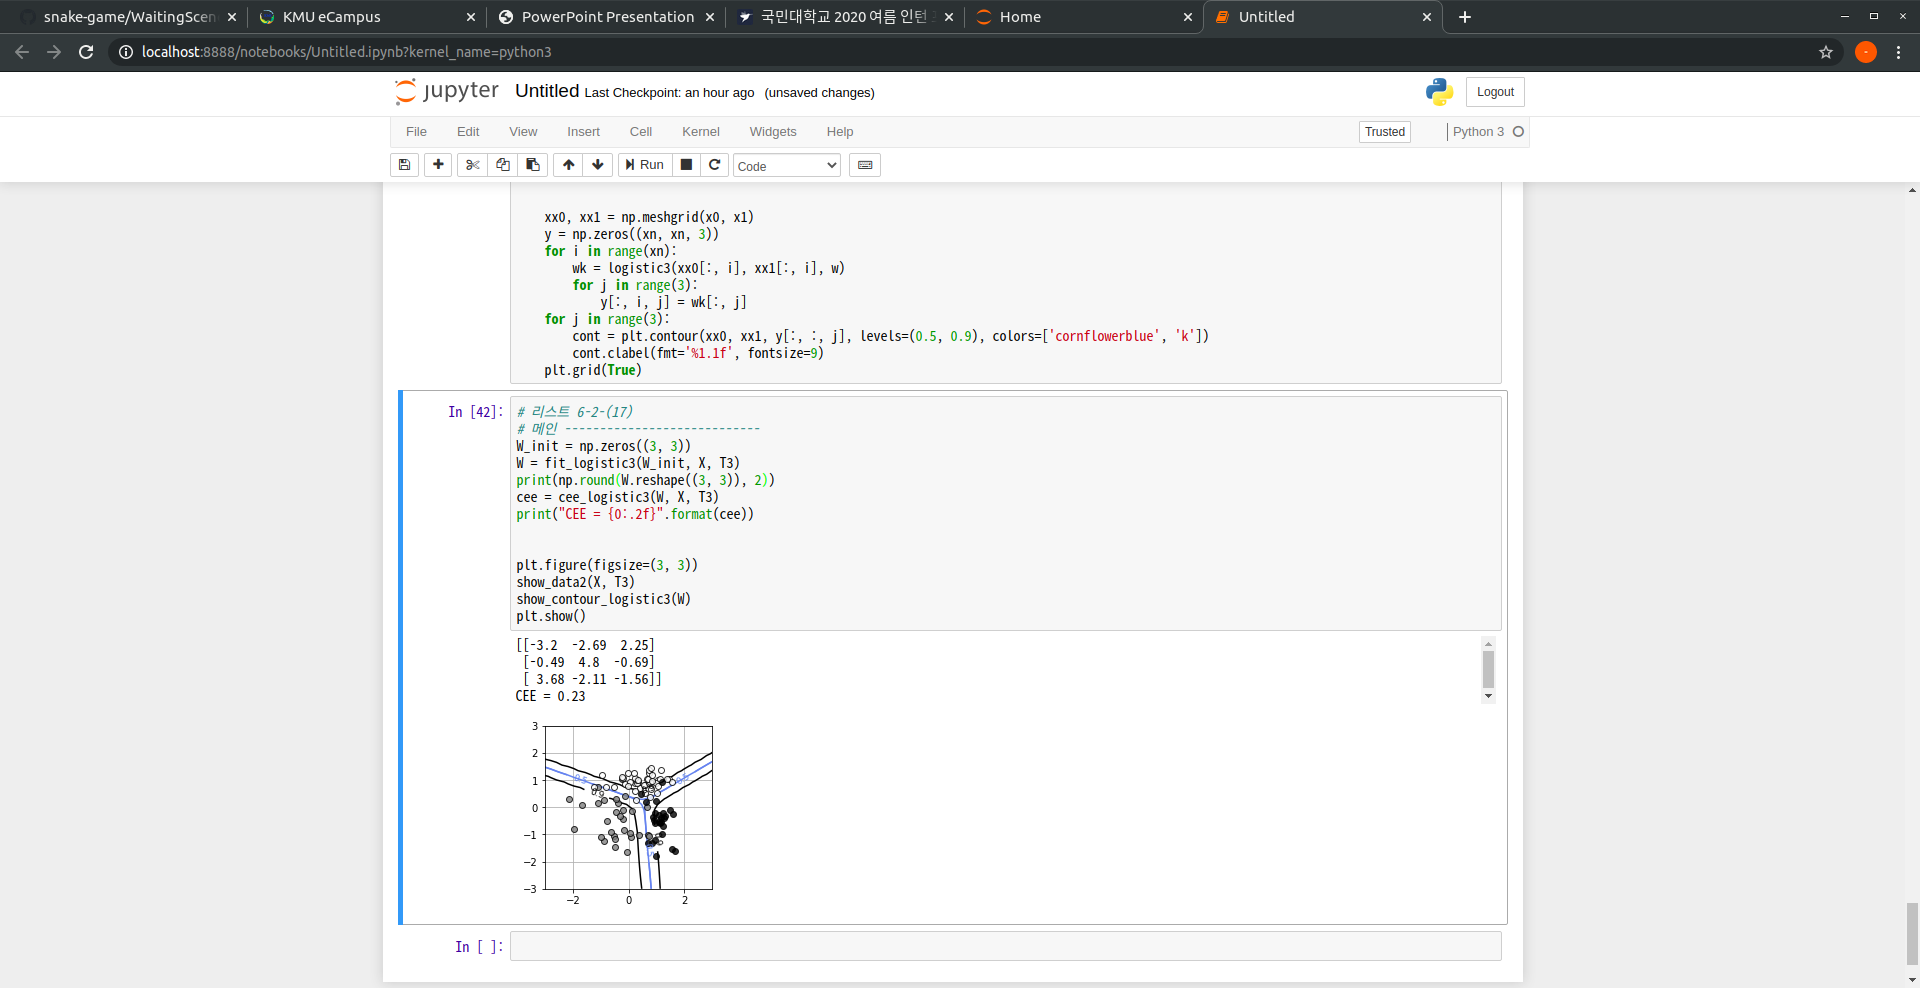 snake-game/WaitingScen
KMU eCampus
PowerPoint Presentation
국민대학교 2020 여름 인턴
Home
Untitled
localhost:8888/notebooks/Untitled.ipynb?kernel_name=python3
jupyter Untitled Last Checkpoint: an hour ago (unsaved changes)
Logout
File Edit View Insert Cell Kernel Widgets Help
Trusted
Python 3
Run
Code
xx0, xx1 = np.meshgrid(x0, x1)
y = np.zeros((xn, xn, 3))
for i in range(xn):
wk = logistic3(xx0[:, i], xx1[:, i], w)
for j in range(3):
y[:, i, j] = wk[:, j]
for j in range(3):
cont = plt.contour(xx0, xx1, y[:, :, j], levels=(0.5, 0.9), colors=['cornflowerblue', 'k'])
cont.clabel(fmt='%1.1f', fontsize=9)
plt.grid(True)
In [42]:
# 리스트 6-2-(17)
# 메인 ----------------------------
W_init = np.zeros((3, 3))
W = fit_logistic3(W_init, X, T3)
print(np.round(W.reshape((3, 3)), 2))
cee = cee_logistic3(W, X, T3)
print("CEE = {0:.2f}".format(cee))
plt.figure(figsize=(3, 3))
show_data2(X, T3)
show_contour_logistic3(W)
plt.show()
[[-3.2 -2.69 2.25]
[-0.49 4.8 -0.69]
[ 3.68 -2.11 -1.56]]
CEE = 0.23
3
2
1
0
−1
−2
−3
−2 0 2
In [ ]: